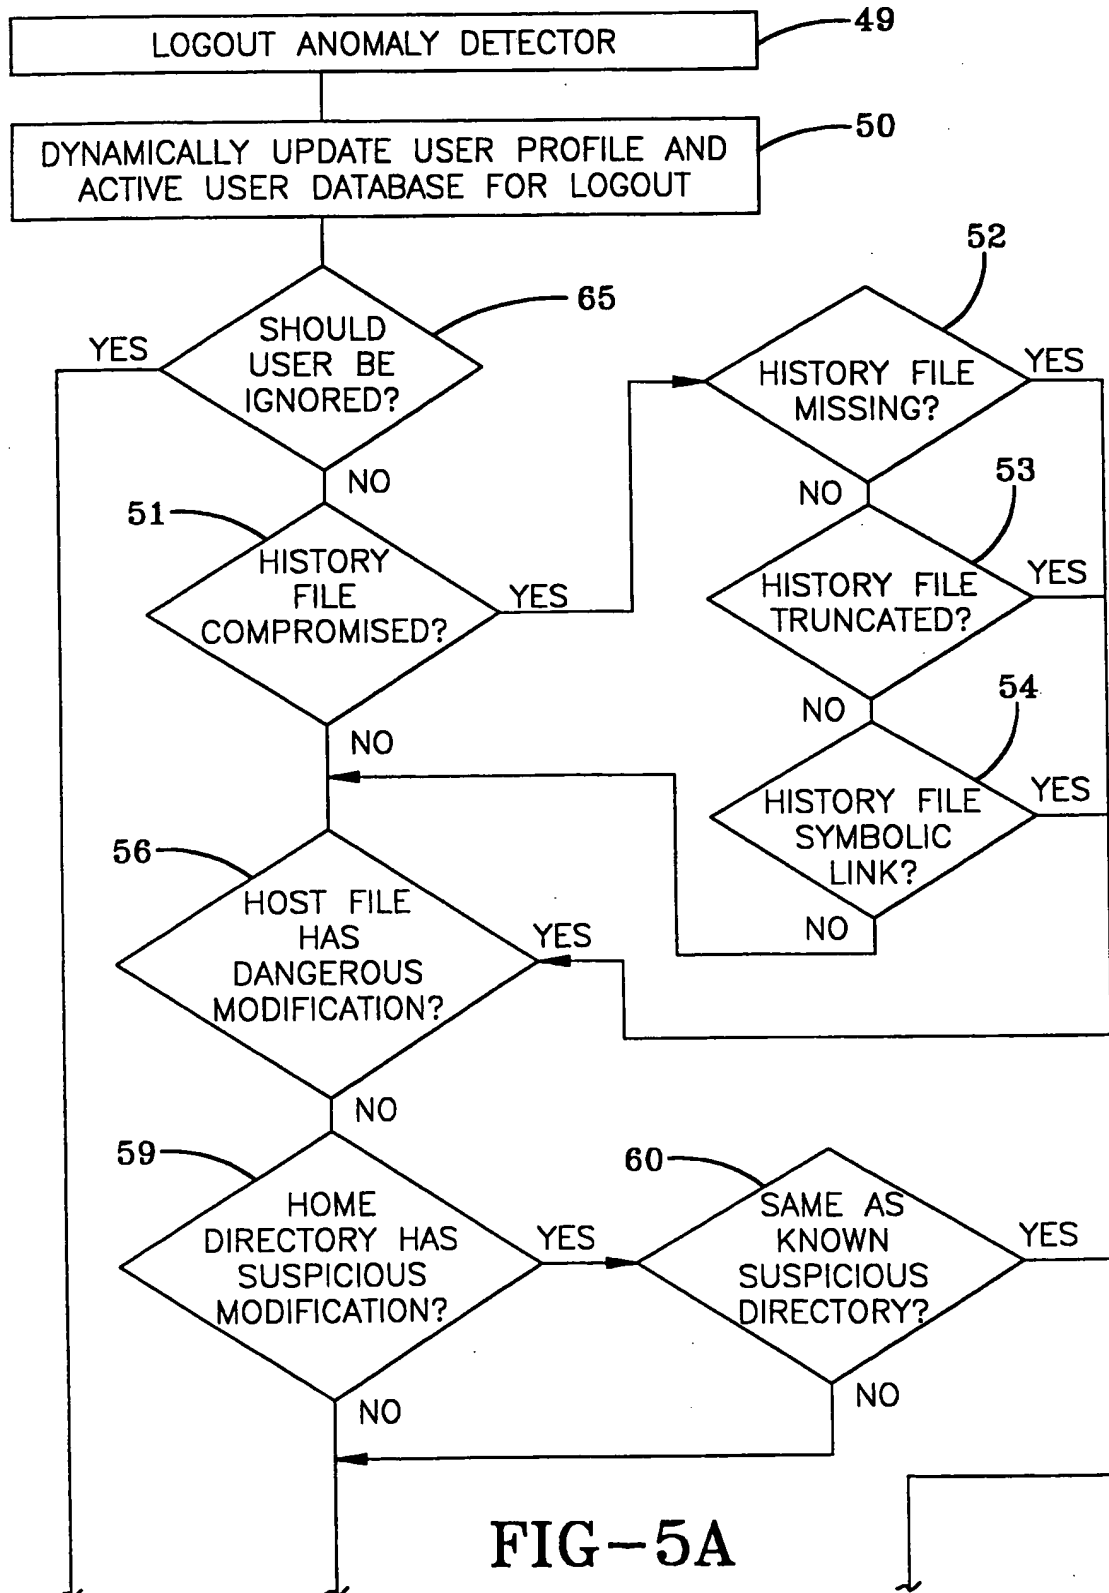 LOGOUT ANOMALY DETECTOR
49
DYNAMICALLY UPDATE USER PROFILE AND
ACTIVE USER DATABASE FOR LOGOUT
50
SHOULD
USER BE
IGNORED?
65
YES
NO
HISTORY
FILE
COMPROMISED?
51
YES
NO
HISTORY FILE
MISSING?
52
YES
NO
HISTORY FILE
TRUNCATED?
53
YES
NO
HISTORY FILE
SYMBOLIC
LINK?
54
YES
NO
HOST FILE
HAS
DANGEROUS
MODIFICATION?
56
YES
NO
HOME
DIRECTORY HAS
SUSPICIOUS
MODIFICATION?
59
YES
NO
SAME AS
KNOWN
SUSPICIOUS
DIRECTORY?
60
YES
NO
FIG-5A